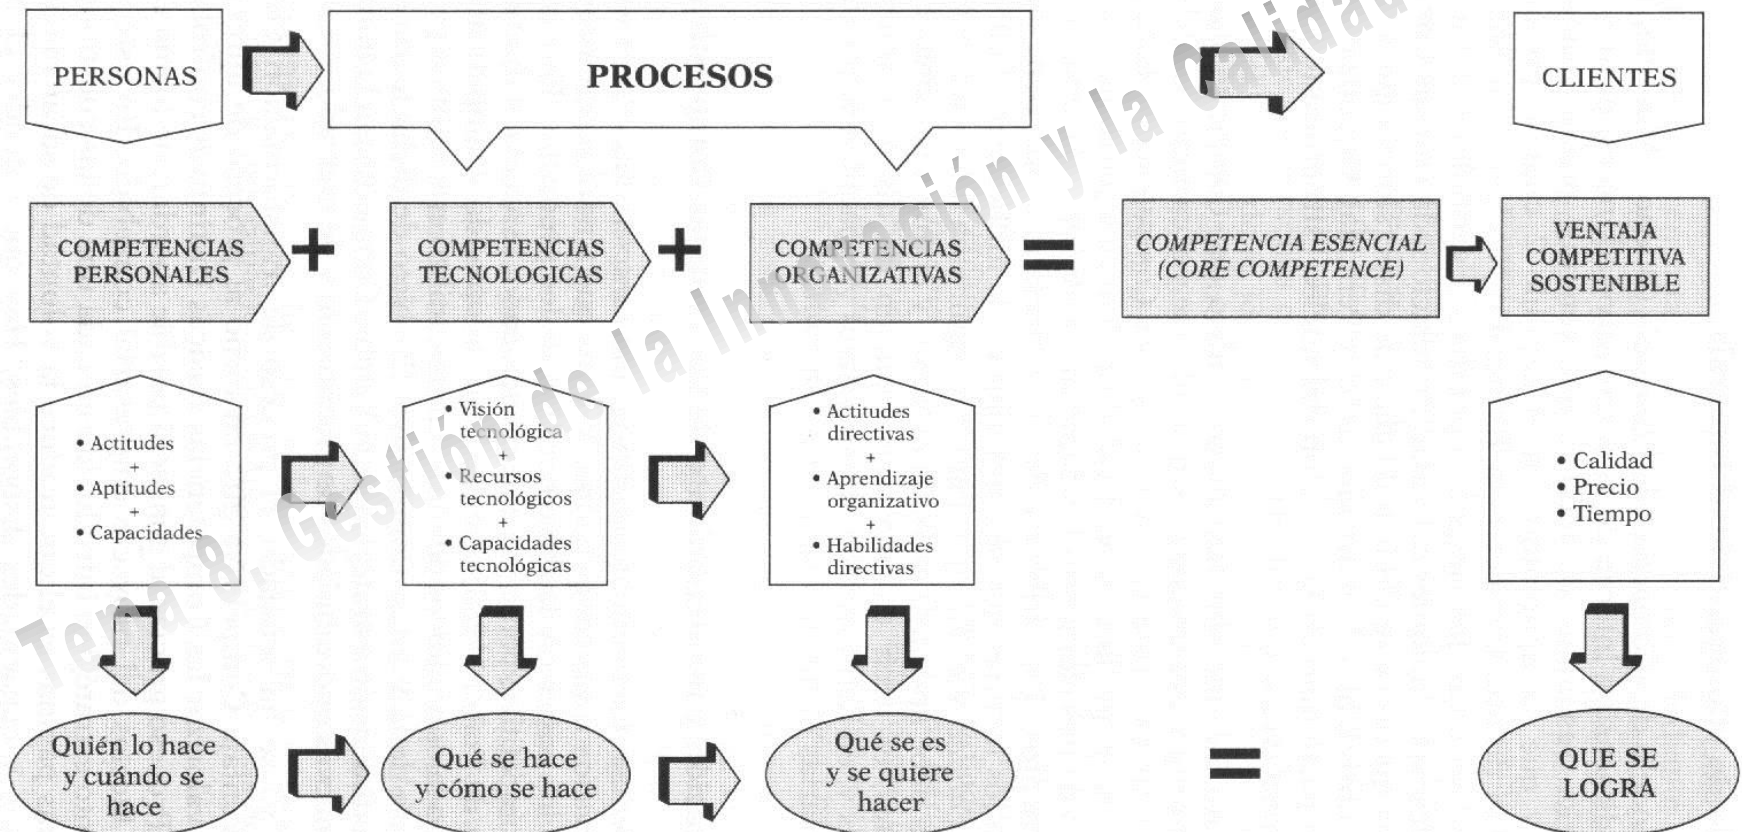 PERSONAS
PROCESOS
CLIENTES
COMPETENCIAS
PERSONALES
+
COMPETENCIAS
TECNOLOGICAS
+
COMPETENCIAS
ORGANIZATIVAS
=
COMPETENCIA ESENCIAL
(CORE COMPETENCE)
VENTAJA
COMPETITIVA
SOSTENIBLE
• Actitudes
+
• Aptitudes
+
• Capacidades
• Visión
tecnológica
+
• Recursos
tecnológicos
+
• Capacidades
tecnológicas
• Actitudes
directivas
+
• Aprendizaje
organizativo
+
• Habilidades
directivas
• Calidad
• Precio
• Tiempo
Quién lo hace
y cuándo se
hace
Qué se hace
y cómo se hace
Qué se es
y se quiere
hacer
=
QUE SE
LOGRA
Tema 8. Gestión de la Innovación y la Calidad